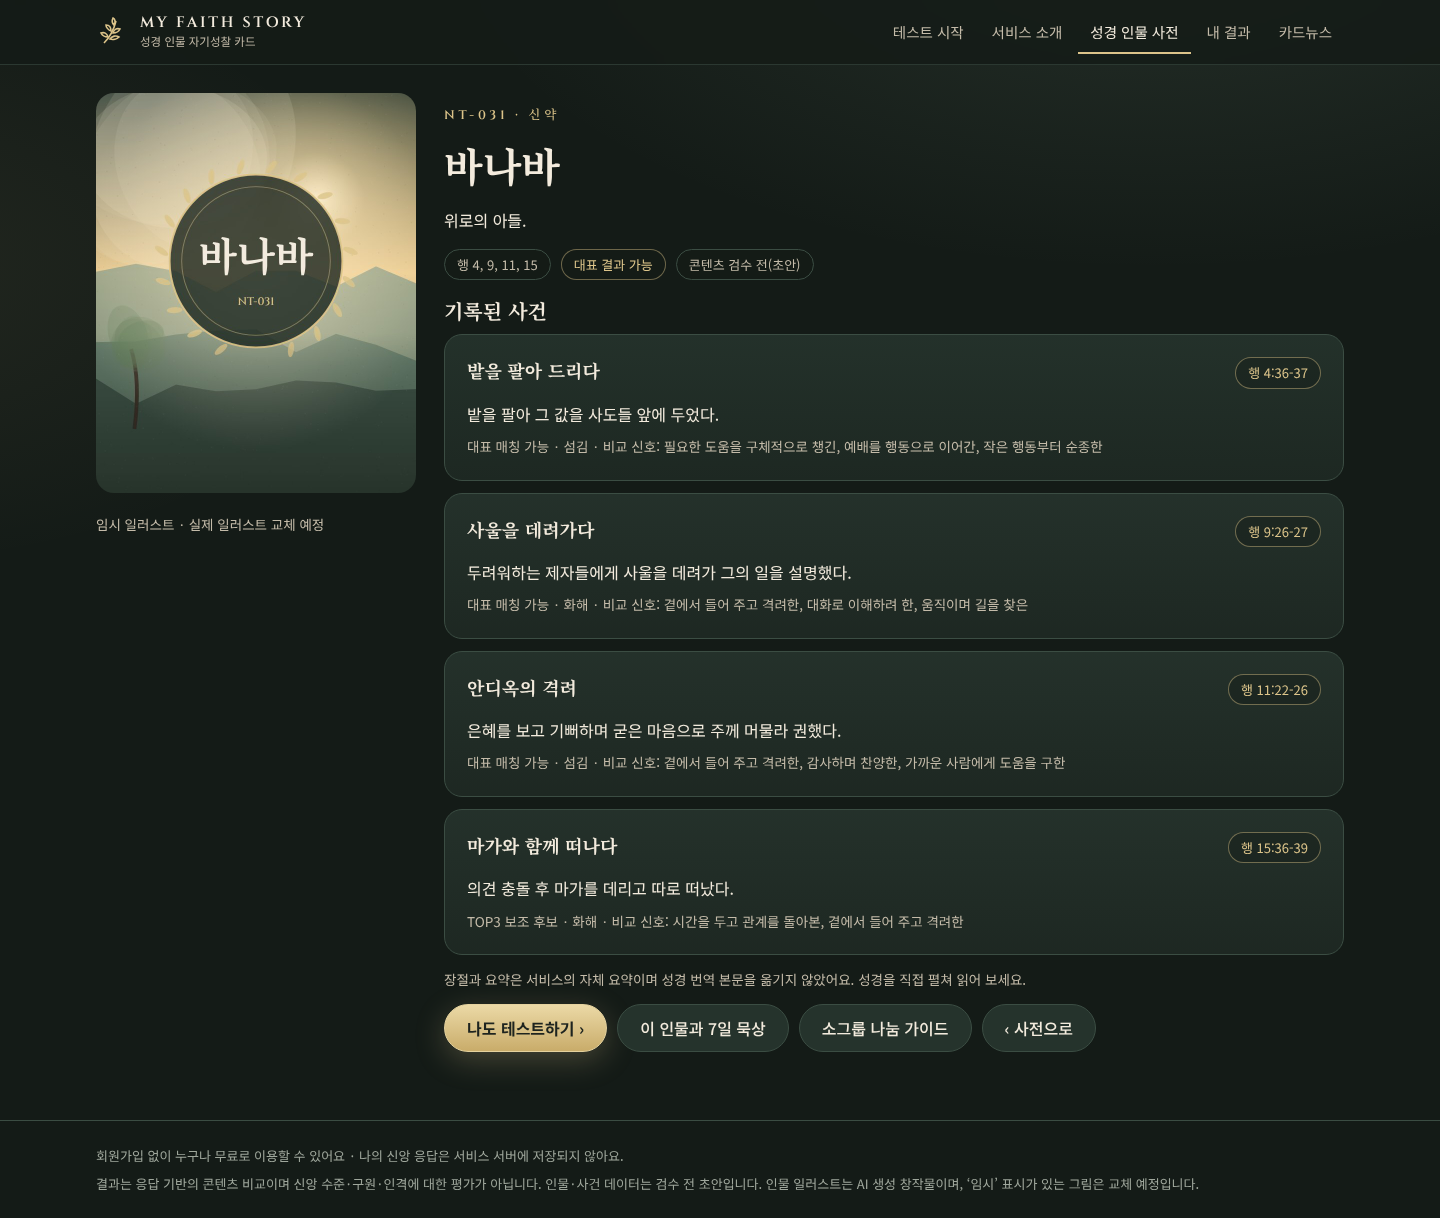 MY FAITH STORY
성경 인물 자기성찰 카드
테스트 시작
서비스 소개
성경 인물 사전
내 결과
카드뉴스
바나바
NT-031
임시 일러스트 · 실제 일러스트 교체 예정
NT-031 · 신약
바나바
위로의 아들.
행 4, 9, 11, 15
대표 결과 가능
콘텐츠 검수 전(초안)
기록된 사건
밭을 팔아 드리다
행 4:36-37
밭을 팔아 그 값을 사도들 앞에 두었다.
대표 매칭 가능 · 섬김 · 비교 신호: 필요한 도움을 구체적으로 챙긴, 예배를 행동으로 이어간, 작은 행동부터 순종한
사울을 데려가다
행 9:26-27
두려워하는 제자들에게 사울을 데려가 그의 일을 설명했다.
대표 매칭 가능 · 화해 · 비교 신호: 곁에서 들어 주고 격려한, 대화로 이해하려 한, 움직이며 길을 찾은
안디옥의 격려
행 11:22-26
은혜를 보고 기뻐하며 굳은 마음으로 주께 머물라 권했다.
대표 매칭 가능 · 섬김 · 비교 신호: 곁에서 들어 주고 격려한, 감사하며 찬양한, 가까운 사람에게 도움을 구한
마가와 함께 떠나다
행 15:36-39
의견 충돌 후 마가를 데리고 따로 떠났다.
TOP3 보조 후보 · 화해 · 비교 신호: 시간을 두고 관계를 돌아본, 곁에서 들어 주고 격려한
장절과 요약은 서비스의 자체 요약이며 성경 번역 본문을 옮기지 않았어요. 성경을 직접 펼쳐 읽어 보세요.
나도 테스트하기 ›
이 인물과 7일 묵상
소그룹 나눔 가이드
‹ 사전으로
회원가입 없이 누구나 무료로 이용할 수 있어요 · 나의 신앙 응답은 서비스 서버에 저장되지 않아요.
결과는 응답 기반의 콘텐츠 비교이며 신앙 수준·구원·인격에 대한 평가가 아닙니다. 인물·사건 데이터는 검수 전 초안입니다. 인물 일러스트는 AI 생성 창작물이며, ‘임시’ 표시가 있는 그림은 교체 예정입니다.